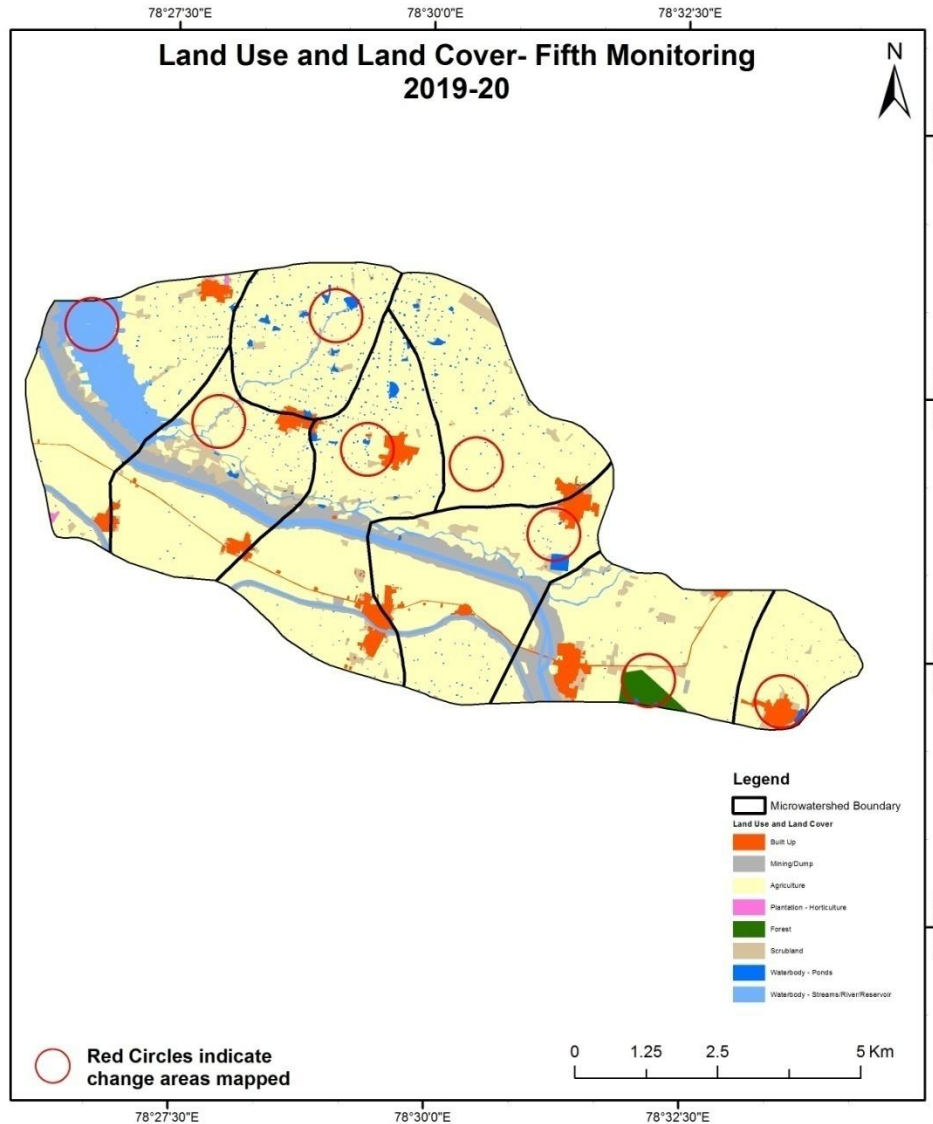 78°27'30"E 78°30'0"E 78°32'30"E
Land Use and Land Cover- Fifth Monitoring
2019-20
N
Legend
Microwatershed Boundary
Land Use and Land Cover
Built Up
Mining/Dump
Agriculture
Plantation - Horticulture
Forest
Scrubland
Waterbody - Ponds
Waterbody - Streams/River/Reservoir
Red Circles indicate
change areas mapped
0 1.25 2.5 5 Km
78°27'30"E 78°30'0"E 78°32'30"E